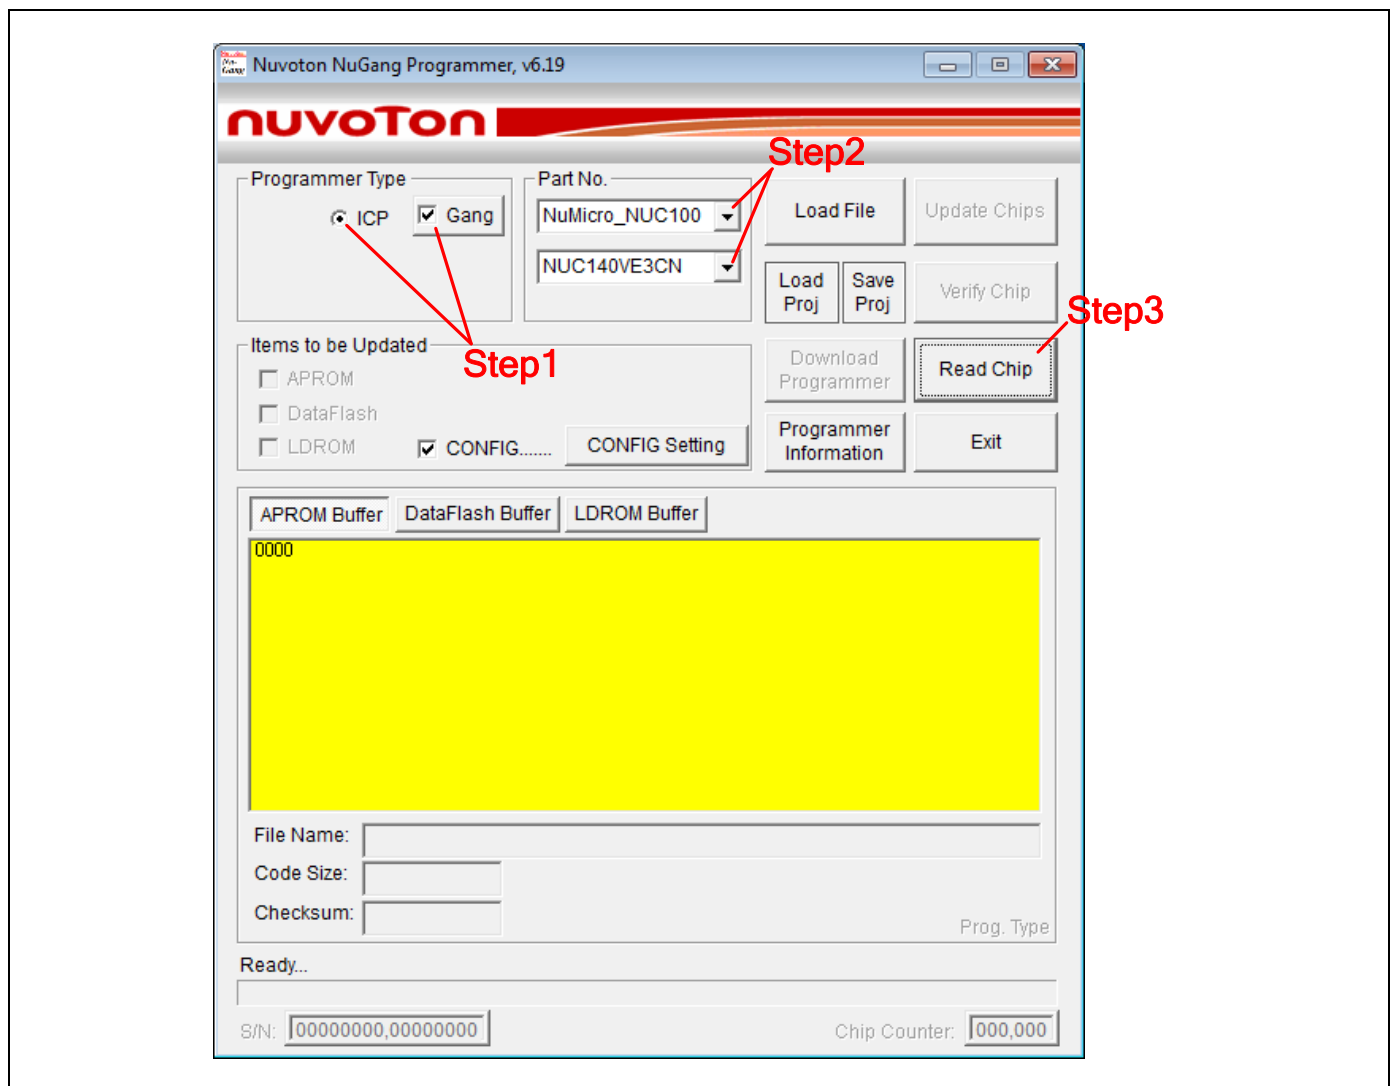 Nuvoton NuGang Programmer, v6.19
nuvoTon
Step2
Programmer Type
ICP
Gang
Part No.
NuMicro_NUC100
NUC140VE3CN
Load File
Update Chips
Load Proj
Save Proj
Verify Chip
Step3
Step1
Items to be Updated
APROM
DataFlash
LDROM
CONFIG.......
CONFIG Setting
Download Programmer
Read Chip
Programmer Information
Exit
APROM Buffer
DataFlash Buffer
LDROM Buffer
0000
File Name:
Code Size:
Checksum:
Prog. Type
Ready...
S/N: 00000000,00000000
Chip Counter: 000,000